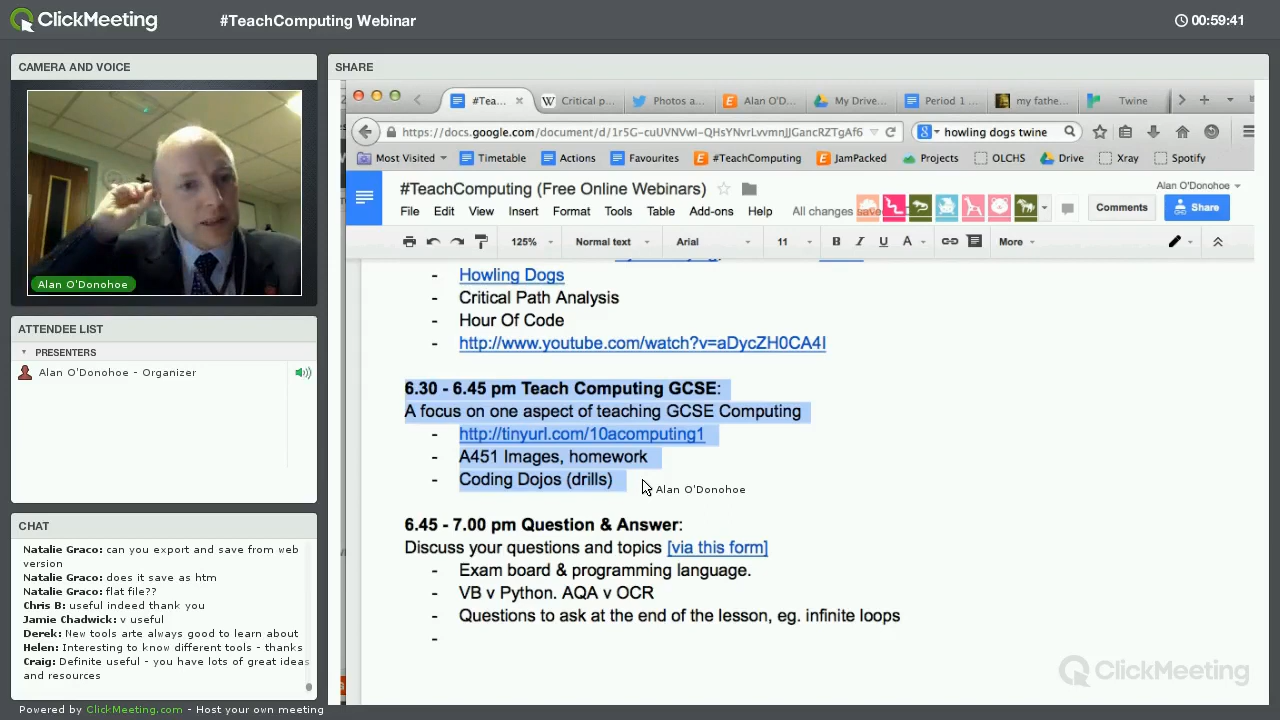 ClickMeeting
#TeachComputing Webinar
00:59:41
CAMERA AND VOICE
Alan O'Donohoe
ATTENDEE LIST
PRESENTERS
Alan O'Donohoe - Organizer
CHAT
Natalie Graco: can you export and save from web
version
Natalie Graco: does it save as htm
Natalie Graco: flat file??
Chris B: useful indeed thank you
Jamie Chadwick: v useful
Derek: New tools arte always good to learn about
Helen: Interesting to know different tools - thanks
Craig: Definite useful - you have lots of great ideas
and resources
Powered by ClickMeeting.com - Host your own meeting
SHARE
#Tea...
Critical p...
Photos a...
Alan O'D...
My Drive...
Period 1 ...
my fathe...
Twine
https://docs.google.com/document/d/1r5G-cuUVNVwl-QHsYNvrLvvmnJJGancRZTgAf6
howling dogs twine
Most Visited
Timetable
Actions
Favourites
#TeachComputing
JamPacked
Projects
OLCHS
Drive
Xray
Spotify
#TeachComputing (Free Online Webinars)
Alan O'Donohoe
File Edit View Insert Format Tools Table Add-ons Help All changes save
Comments
Share
125% Normal text Arial 11 B I U A More
- Howling Dogs
- Critical Path Analysis
- Hour Of Code
- http://www.youtube.com/watch?v=aDycZH0CA4I
6.30 - 6.45 pm Teach Computing GCSE:
A focus on one aspect of teaching GCSE Computing
- http://tinyurl.com/10acomputing1
- A451 Images, homework
- Coding Dojos (drills)
Alan O'Donohoe
6.45 - 7.00 pm Question & Answer:
Discuss your questions and topics [via this form]
- Exam board & programming language.
- VB v Python. AQA v OCR
- Questions to ask at the end of the lesson, eg. infinite loops
-
ClickMeeting